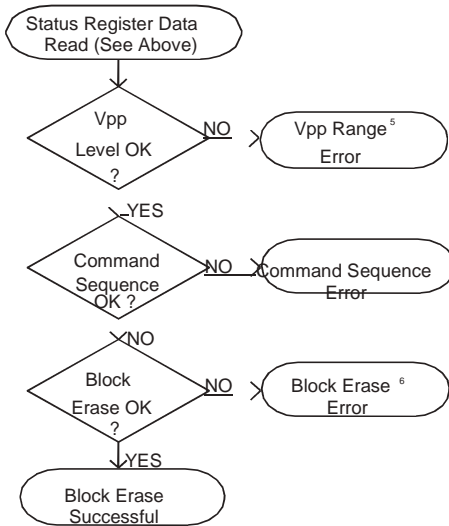 Status Register Data
Read (See Above)
Vpp
Level OK
?
NO
Vpp Range 5
Error
YES
Command
Sequence
OK ?
NO
Command Sequence
Error
NO
Block
Erase OK
?
NO
Block Erase 6
Error
YES
Block Erase
Successful